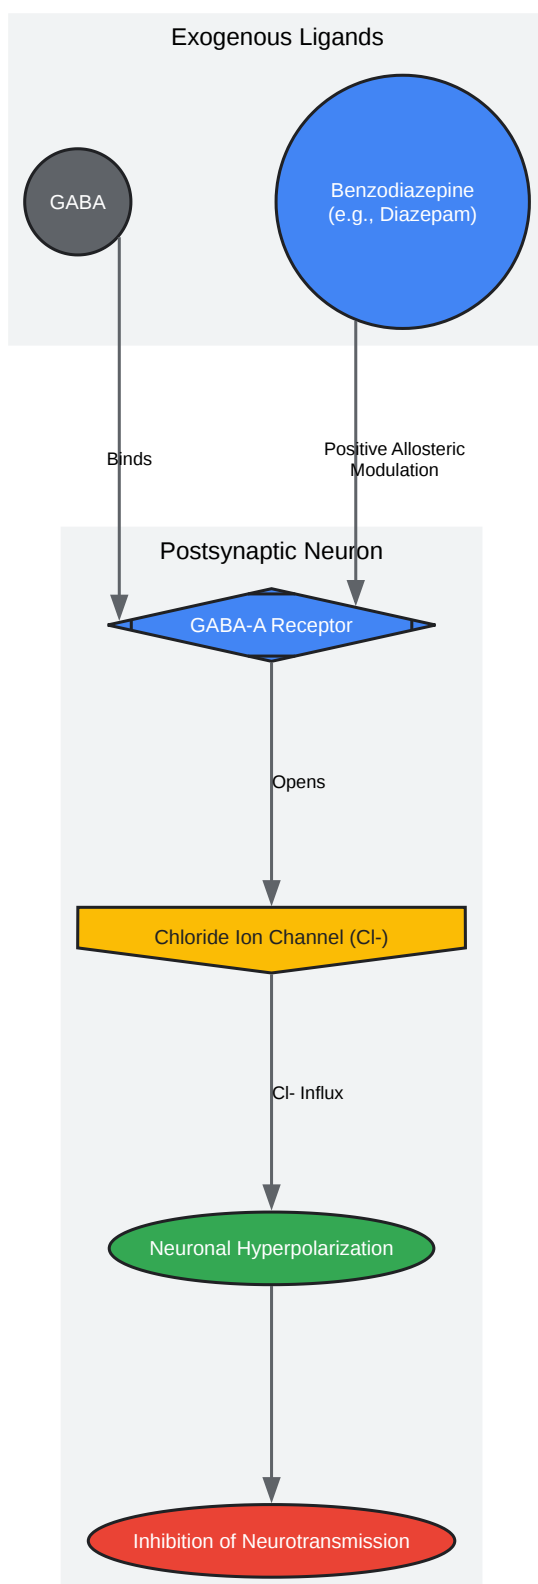 Exogenous Ligands
GABA
Benzodiazepine
(e.g., Diazepam)
Binds
Positive Allosteric
Modulation
Postsynaptic Neuron
GABA-A Receptor
Opens
Chloride Ion Channel (Cl-)
Cl- Influx
Neuronal Hyperpolarization
Inhibition of Neurotransmission